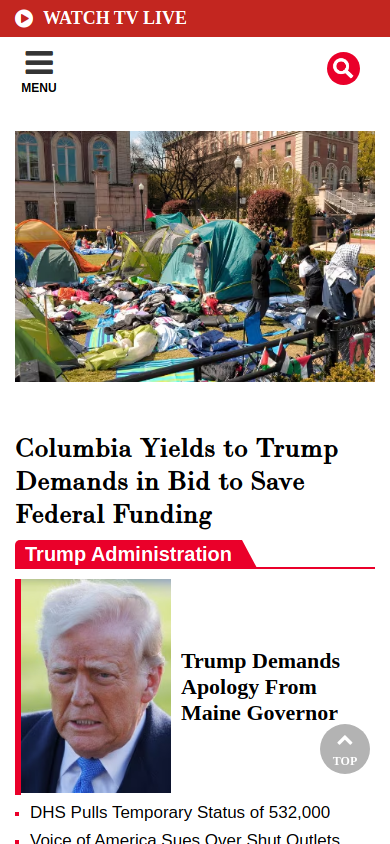 WATCH TV LIVE
MENU
Columbia Yields to Trump
Demands in Bid to Save
Federal Funding
Trump Administration
Trump Demands
Apology From
Maine Governor
TOP
DHS Pulls Temporary Status of 532,000
Voice of America Sues Over Shut Outlets